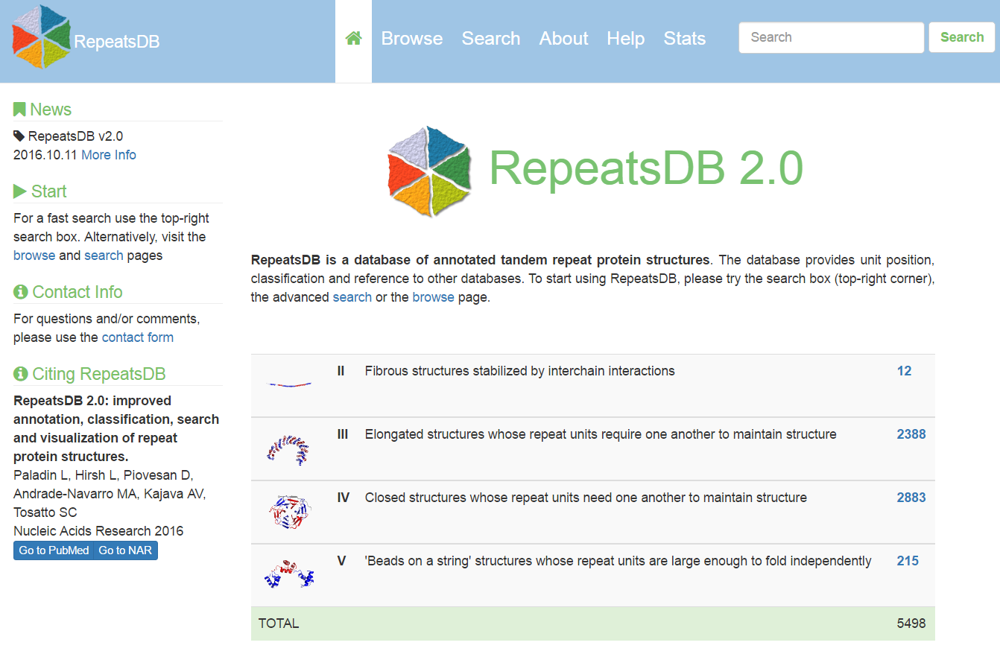 RepeatsDB
Browse Search About Help Stats
Search
Search
News
RepeatsDB v2.0
2016.10.11 More Info
Start
For a fast search use the top-right
search box. Alternatively, visit the
browse and search pages
Contact Info
For questions and/or comments,
please use the contact form
Citing RepeatsDB
RepeatsDB 2.0: improved
annotation, classification, search
and visualization of repeat
protein structures.
Paladin L, Hirsh L, Piovesan D,
Andrade-Navarro MA, Kajava AV,
Tosatto SC
Nucleic Acids Research 2016
Go to PubMed Go to NAR
RepeatsDB 2.0
RepeatsDB is a database of annotated tandem repeat protein structures. The database provides unit position,
classification and reference to other databases. To start using RepeatsDB, please try the search box (top-right corner),
the advanced search or the browse page.
II Fibrous structures stabilized by interchain interactions 12
III Elongated structures whose repeat units require one another to maintain structure 2388
IV Closed structures whose repeat units need one another to maintain structure 2883
V 'Beads on a string' structures whose repeat units are large enough to fold independently 215
TOTAL 5498